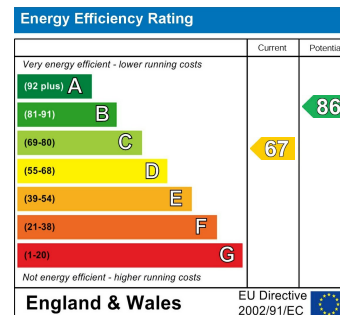 Energy Efficiency Rating
Current Potential
Very energy efficient - lower running costs
(92 plus) A
(81-91) B
(69-80) C
(55-68) D
(39-54) E
(21-38) F
(1-20) G
86
67
Not energy efficient - higher running costs
England & Wales
EU Directive
2002/91/EC